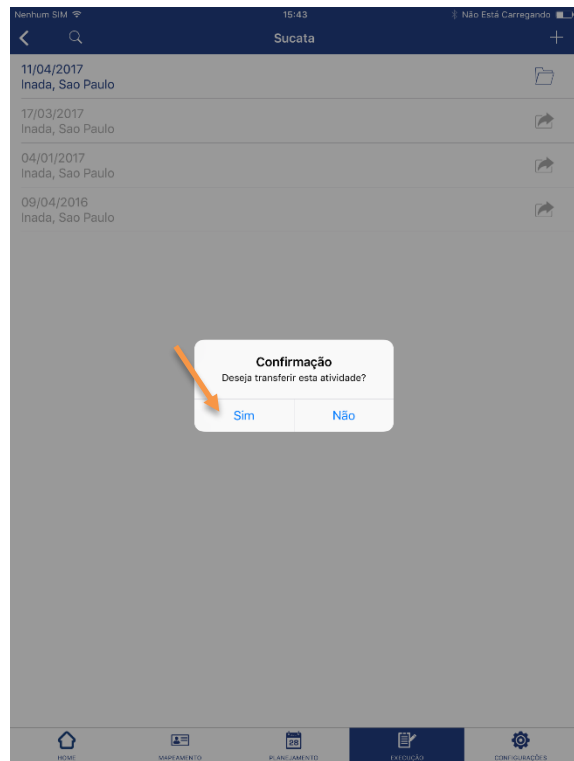 Nenhum SIM 15:43 Não Está Carregando
Sucata
11/04/2017
Inada, Sao Paulo
17/03/2017
Inada, Sao Paulo
04/01/2017
Inada, Sao Paulo
09/04/2016
Inada, Sao Paulo
Confirmação
Deseja transferir esta atividade?
Sim Não
28
HOME MAPEAMENTO PLANEJAMENTO EXECUÇÃO CONFIGURAÇÕES